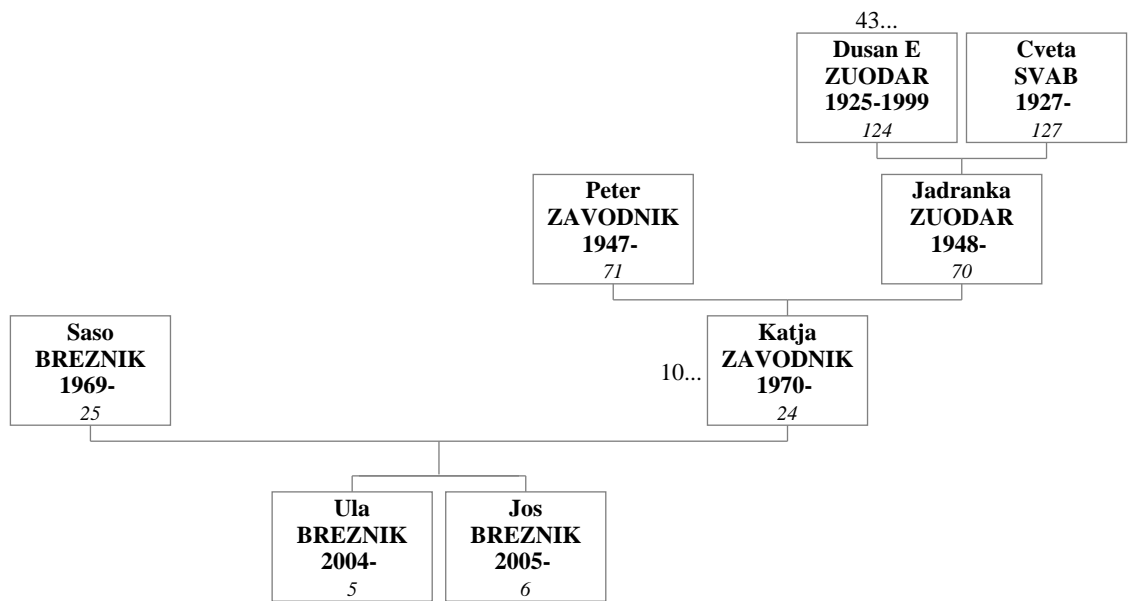 43...
Dusan E
ZUODAR
1925-1999
124
Cveta
SVAB
1927-
127
Peter
ZAVODNIK
1947-
71
Jadranka
ZUODAR
1948-
70
Saso
BREZNIK
1969-
25
10...
Katja
ZAVODNIK
1970-
24
Ula
BREZNIK
2004-
5
Jos
BREZNIK
2005-
6